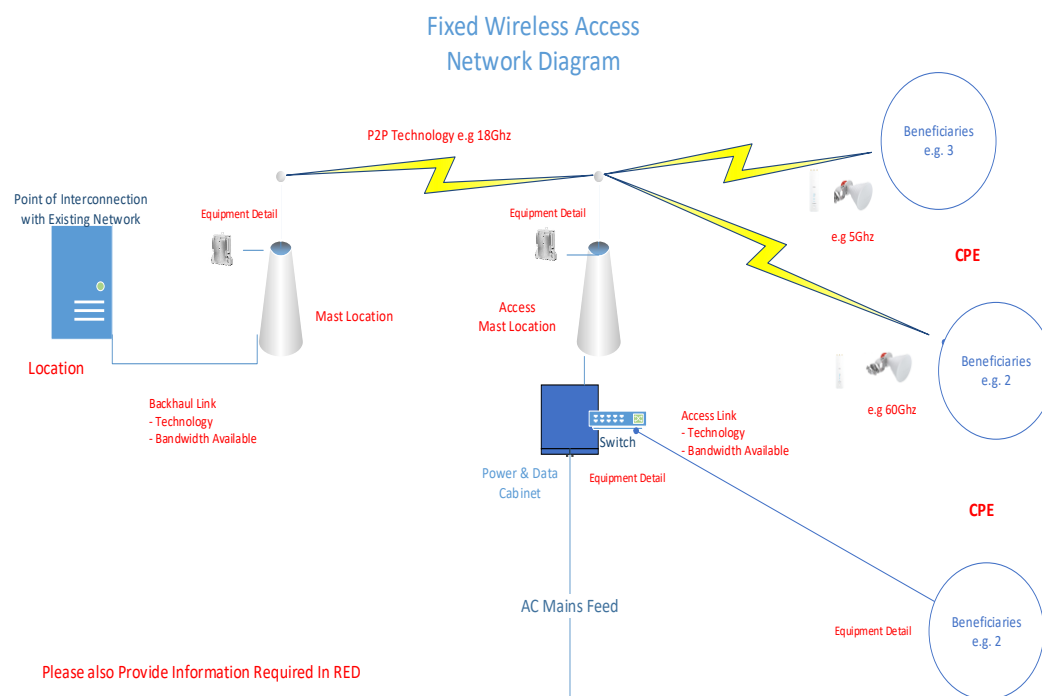 Fixed Wireless Access
Network Diagram
P2P Technology e.g 18Ghz
Beneficiaries
e.g. 3
Point of Interconnection
with Existing Network
Equipment Detail
Equipment Detail
e.g 5Ghz
CPE
Mast Location
Access
Mast Location
Location
Beneficiaries
e.g. 2
e.g 60Ghz
Backhaul Link
- Technology
- Bandwidth Available
Access Link
- Technology
- Bandwidth Available
Switch
Power & Data
Cabinet
Equipment Detail
CPE
AC Mains Feed
Beneficiaries
e.g. 2
Equipment Detail
Please also Provide Information Required In RED